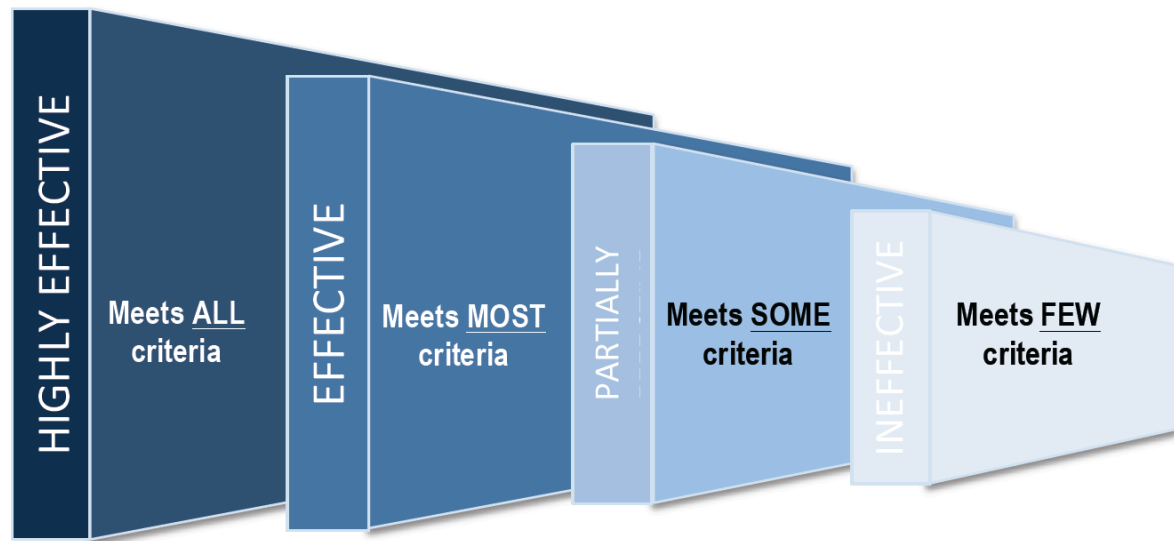 HIGHLY EFFECTIVE
Meets ALL
criteria
EFFECTIVE
Meets MOST
criteria
PARTIALLY
Meets SOME
criteria
INEFFECTIVE
Meets FEW
criteria